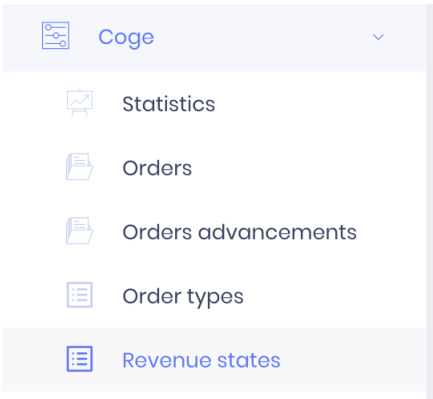 Coge
Statistics
Orders
Orders advancements
Order types
Revenue states